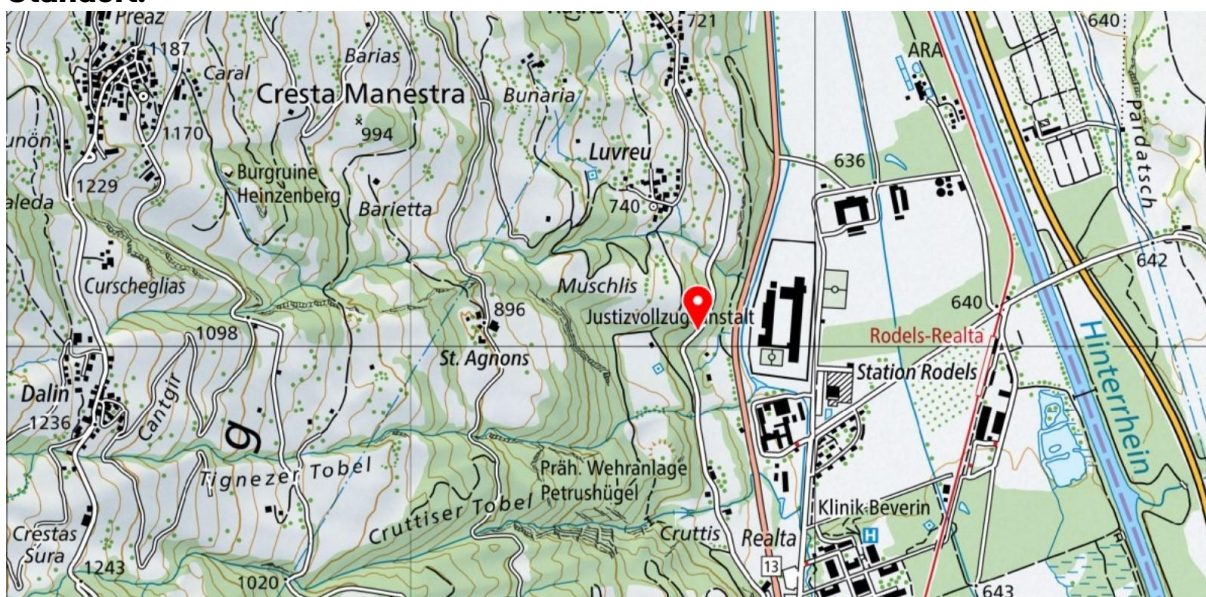 Standort:
Preaz
721
640
1187
Barias
ARA
Caral
Cresta Manestra
Bunaria
Pardatsch
994
1170
Luvreu
636
Burgruine
Heinzenberg
1229
Barietta
740
642
Curscheglias
Muschlis
640
896
Justizvollzug
nstalt
1098
Rodels-Realta
Hinterrhein
St. Agnons
Station Rodels
Dalin
Cantgir
1236
g
Tignezer Tobel
Präh. Wehranlage
Petrushügel
Cruttiser Tobel
Klinik Beverin
Crestas
Sura
Cruttis
Realta
H
1243
1020
13
643